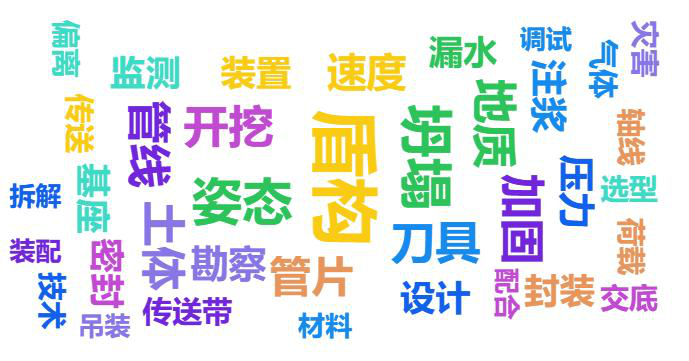 偏离
监测
装置
速度
漏水
调试
气体
灾害
传送
管线
开挖
盾构
坍塌
地质
注浆
轴线
拆解
基座
姿态
加固
压力
选型
装配
密封
土体
勘察
管片
刀具
荷载
技术
吊装
传送带
材料
设计
配合
封装
交底